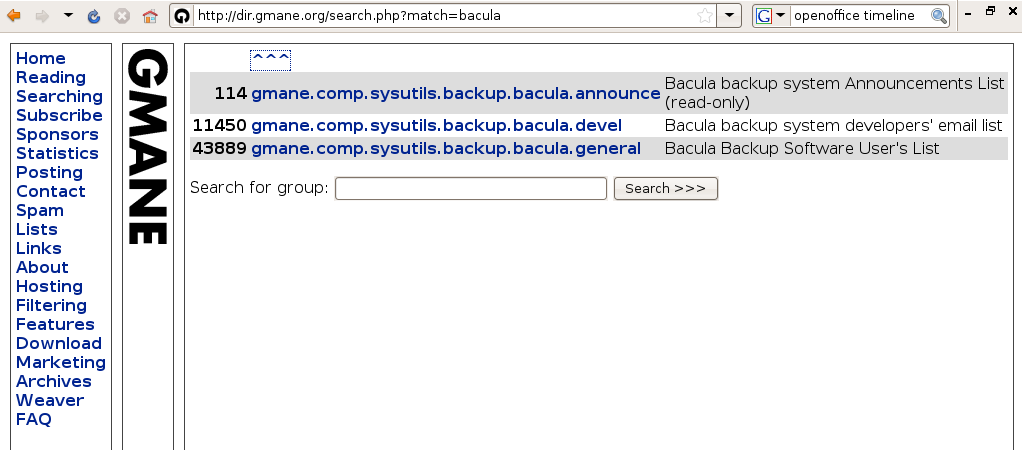 http://dir.gmane.org/search.php?match=bacula
openoffice timeline
Home
Reading
Searching
Subscribe
Sponsors
Statistics
Posting
Contact
Spam
Lists
Links
About
Hosting
Filtering
Features
Download
Marketing
Archives
Weaver
FAQ
GMANE
^^^
114 gmane.comp.sysutils.backup.bacula.announce Bacula backup system Announcements List
(read-only)
11450 gmane.comp.sysutils.backup.bacula.devel Bacula backup system developers' email list
43889 gmane.comp.sysutils.backup.bacula.general Bacula Backup Software User's List
Search for group: Search >>>